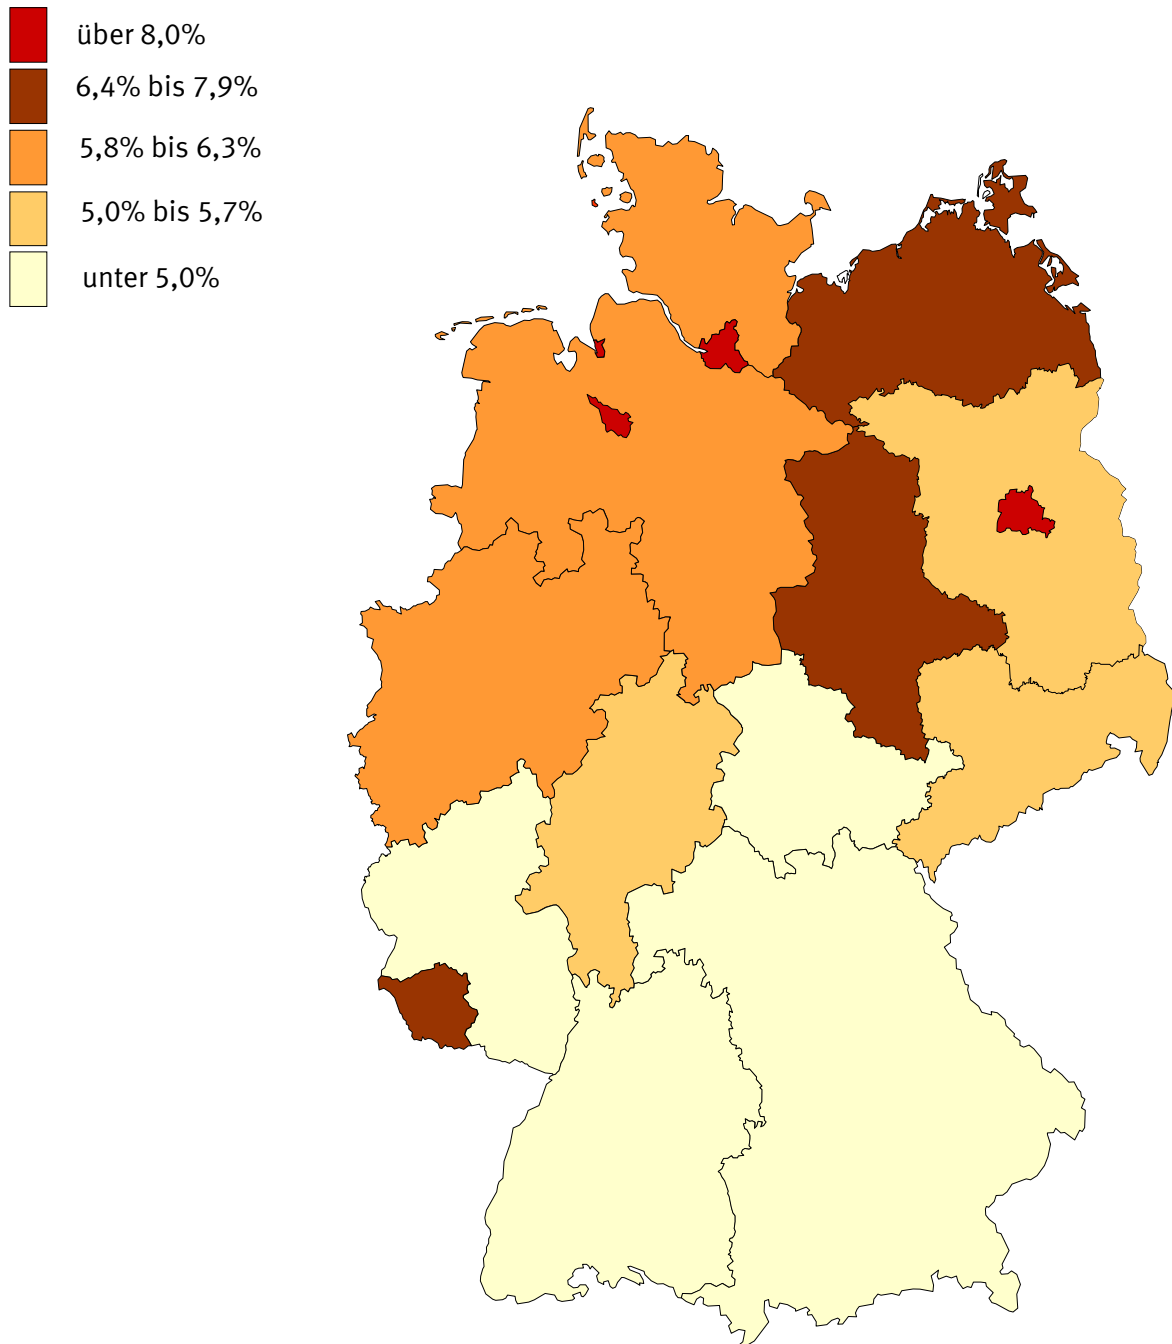 über 8,0%
6,4% bis 7,9%
5,8% bis 6,3%
5,0% bis 5,7%
unter 5,0%